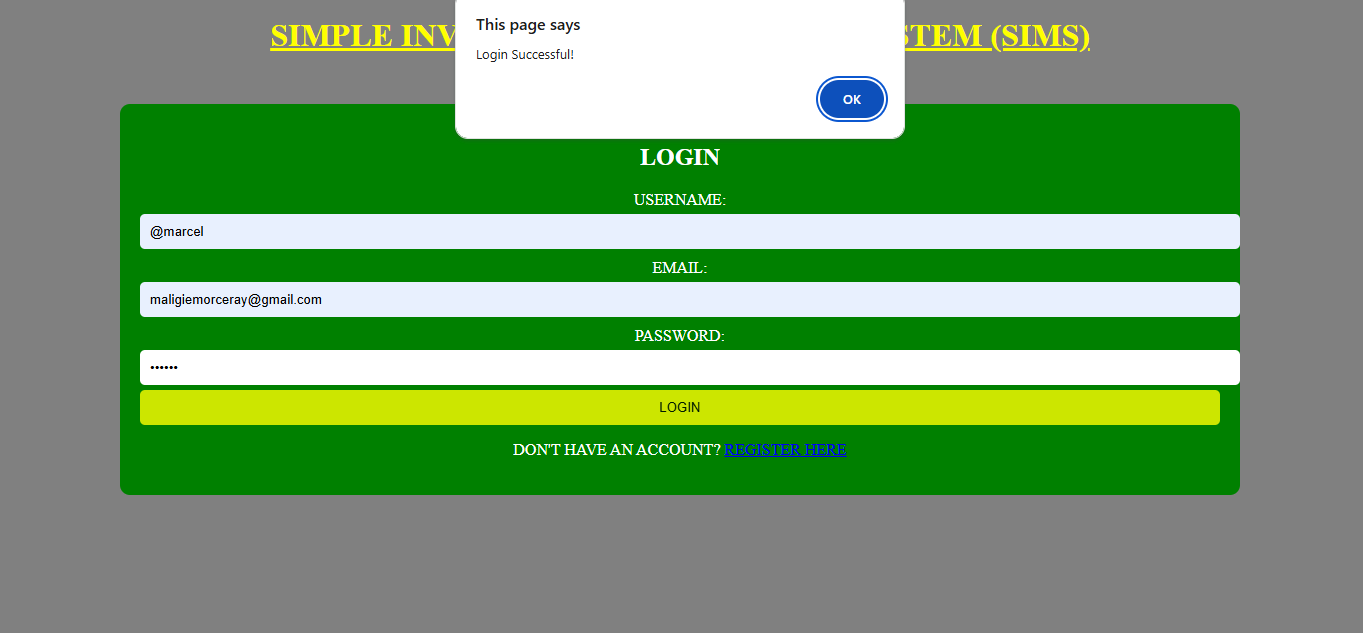 This page says
Login Successful!
OK
SIMPLE INV STEM (SIMS)
LOGIN
USERNAME:
@marcel
EMAIL:
maligiemorceray@gmail.com
PASSWORD:
••••••
LOGIN
DON'T HAVE AN ACCOUNT? REGISTER HERE